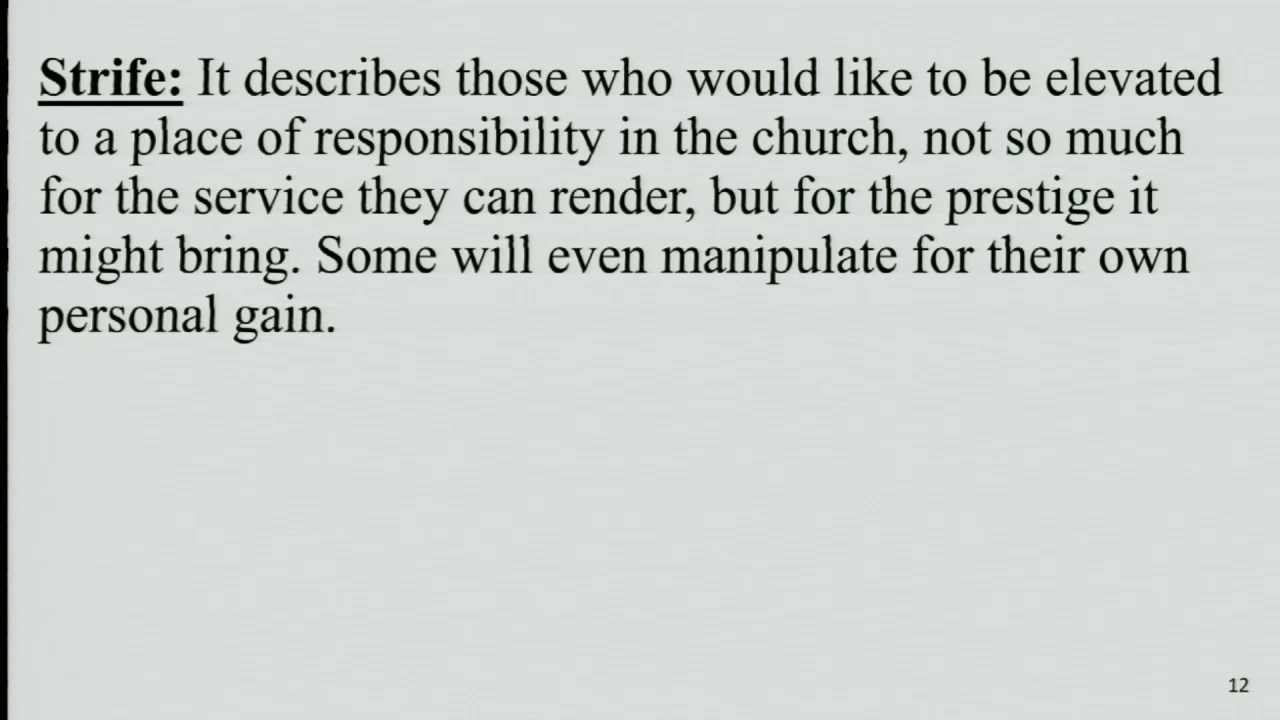 Strife: It describes those who would like to be elevated
to a place of responsibility in the church, not so much
for the service they can render, but for the prestige it
might bring. Some will even manipulate for their own
personal gain.
12